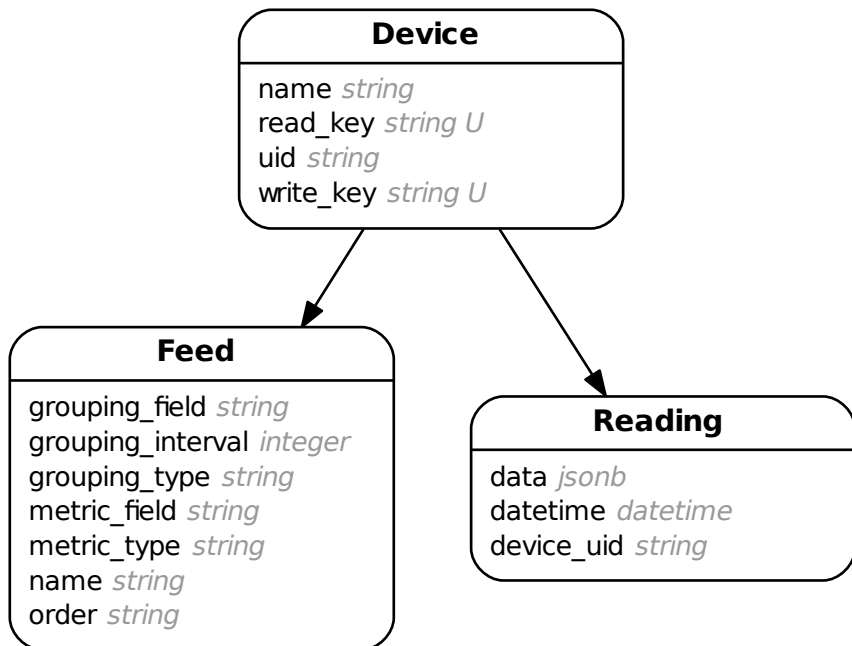 Device
name string
read_key string U
uid string
write_key string U
Feed
grouping_field string
grouping_interval integer
grouping_type string
metric_field string
metric_type string
name string
order string
Reading
data jsonb
datetime datetime
device_uid string